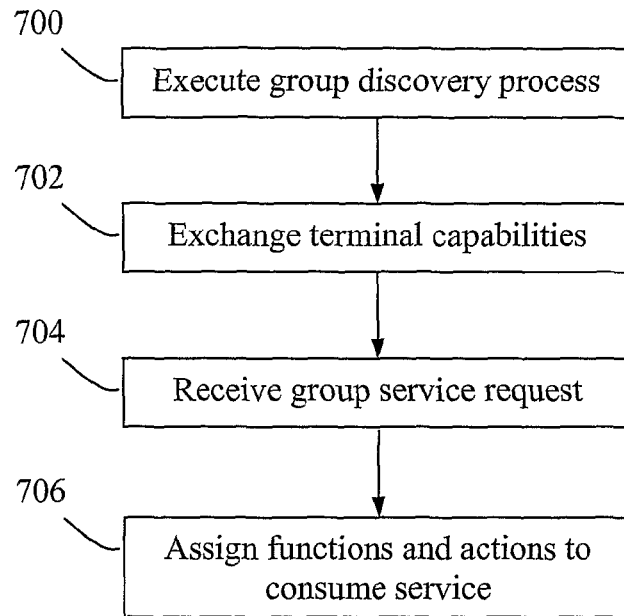 700
Execute group discovery process
702
Exchange terminal capabilities
704
Receive group service request
706
Assign functions and actions to
consume service